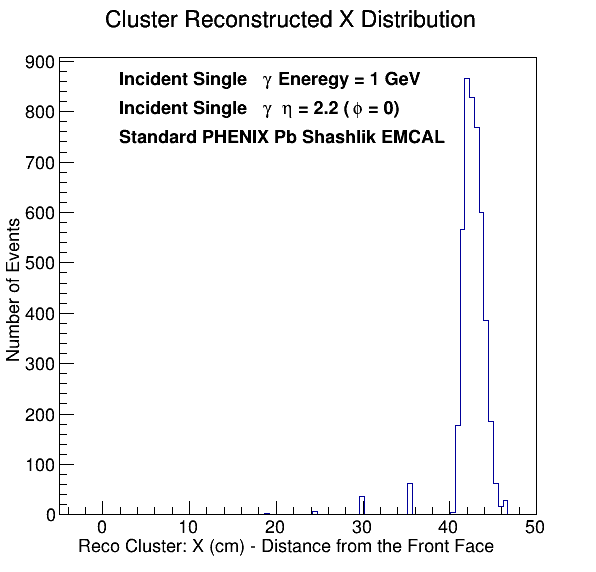 Cluster Reconstructed X Distribution
900
Incident Single γ Eneregy = 1 GeV
Incident Single γ η = 2.2 ( ϕ = 0)
800
Standard PHENIX Pb Shashlik EMCAL
700
600
500
400
300
200
100
0
Number of Events
0 10 20 30 40 50
Reco Cluster: X (cm) - Distance from the Front Face